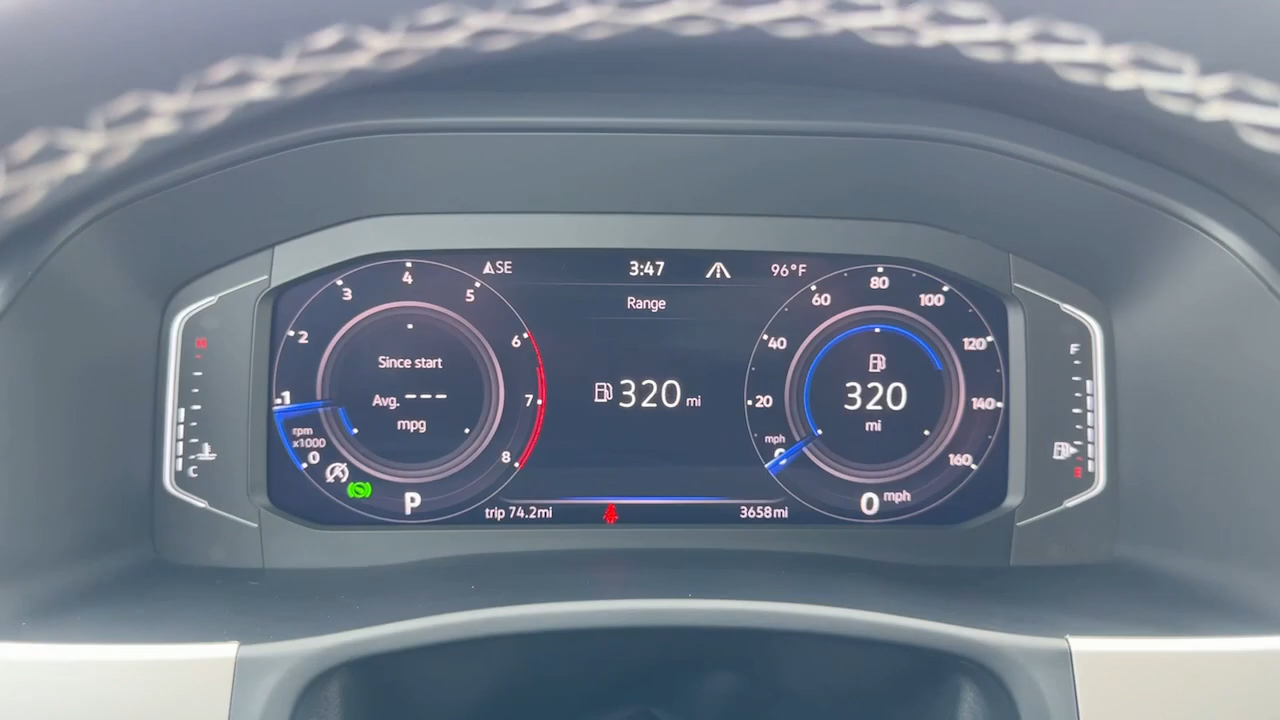 SE 3:47 96°F
Range
Since start
Avg. ---
mpg
1
2
3
4
5
6
7
8
rpm
x1000
0
P
320 mi
trip 74.2mi
3658mi
20
40
60
80
100
120
140
160
mph
0
320
mi
0 mph
H
C
F